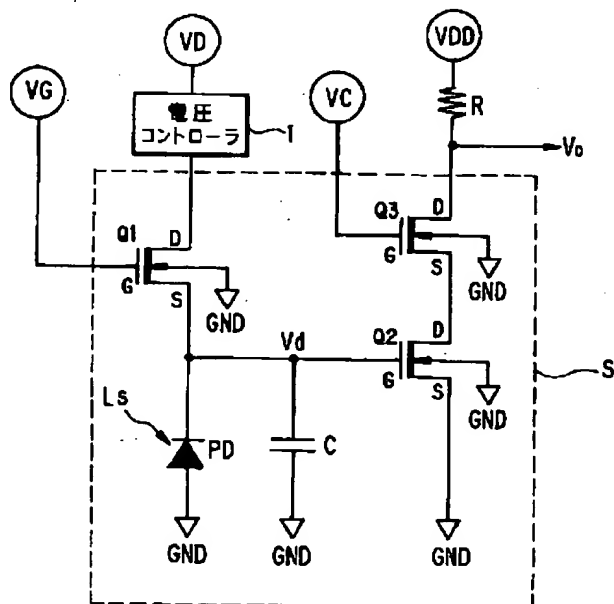 VD
VDD
VG
VC
R
電圧
コントローラ
1
Vo
Q1
D
G
S
GND
Q3
D
G
S
GND
Vd
Q2
D
G
S
GND
S
Ls
PD
C
GND
GND
GND